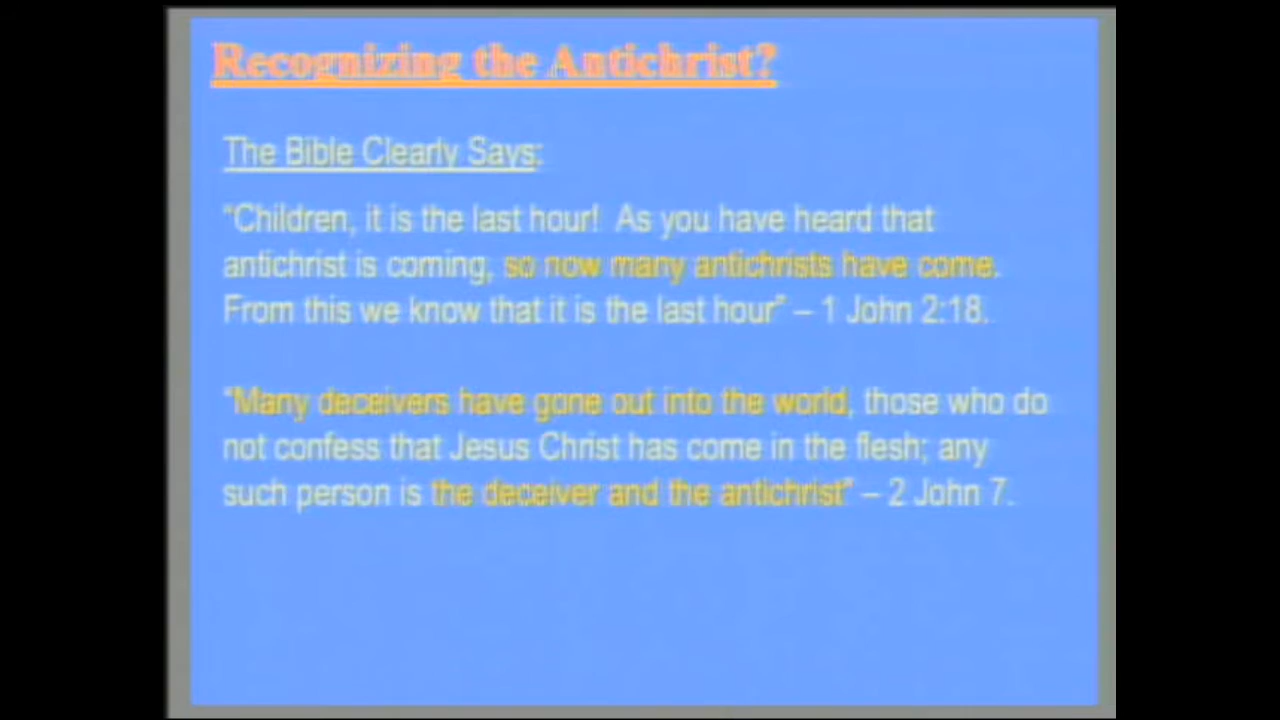 Recognizing the Antichrist?
The Bible Clearly Says:
“Children, it is the last hour!  As you have heard that
antichrist is coming, so now many antichrists have come.
From this we know that it is the last hour” – 1 John 2:18.
“Many deceivers have gone out into the world, those who do
not confess that Jesus Christ has come in the flesh; any
such person is the deceiver and the antichrist” – 2 John 7.